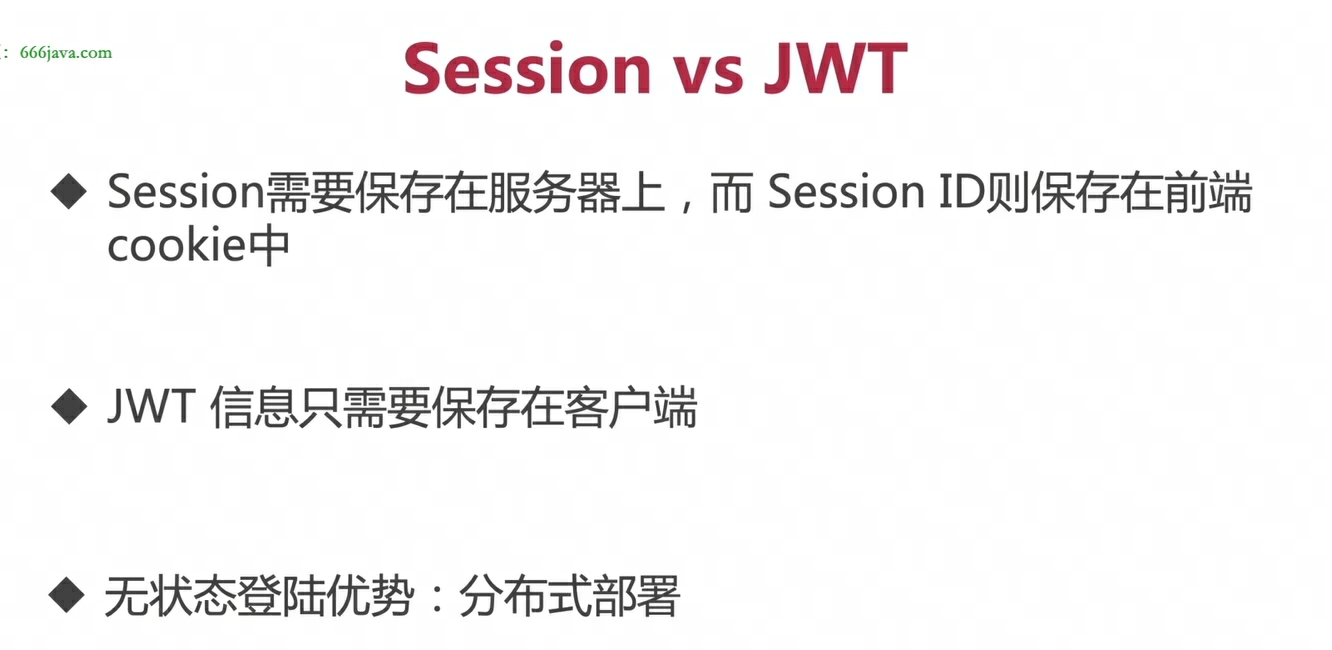 : 666java.com
Session vs JWT
◆ Session需要保存在服务器上，而 Session ID则保存在前端
cookie中
◆ JWT 信息只需要保存在客户端
◆ 无状态登陆优势：分布式部署